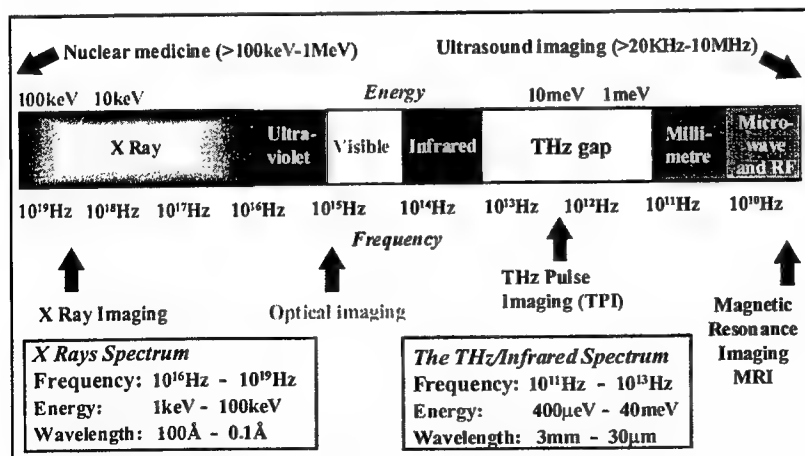 Nuclear medicine (>100keV-1MeV)
Ultrasound imaging (>20KHz-10MHz)
100keV 10keV Energy 10meV 1meV
X Ray
Ultra-
violet
Visible
Infrared
THz gap
Milli-
metre
Micro-
wave
and RF
10¹⁹Hz 10¹⁸Hz 10¹⁷Hz 10¹⁶Hz 10¹⁵Hz 10¹⁴Hz 10¹³Hz 10¹²Hz 10¹¹Hz 10¹⁰Hz
Frequency
X Ray Imaging
Optical imaging
THz Pulse
Imaging (TPI)
Magnetic
Resonance
Imaging
MRI
X Rays Spectrum
Frequency: 10¹⁶Hz - 10¹⁹Hz
Energy: 1keV - 100keV
Wavelength: 100Å - 0.1Å
The THz/Infrared Spectrum
Frequency: 10¹¹Hz - 10¹³Hz
Energy: 400μeV - 40meV
Wavelength: 3mm - 30μm